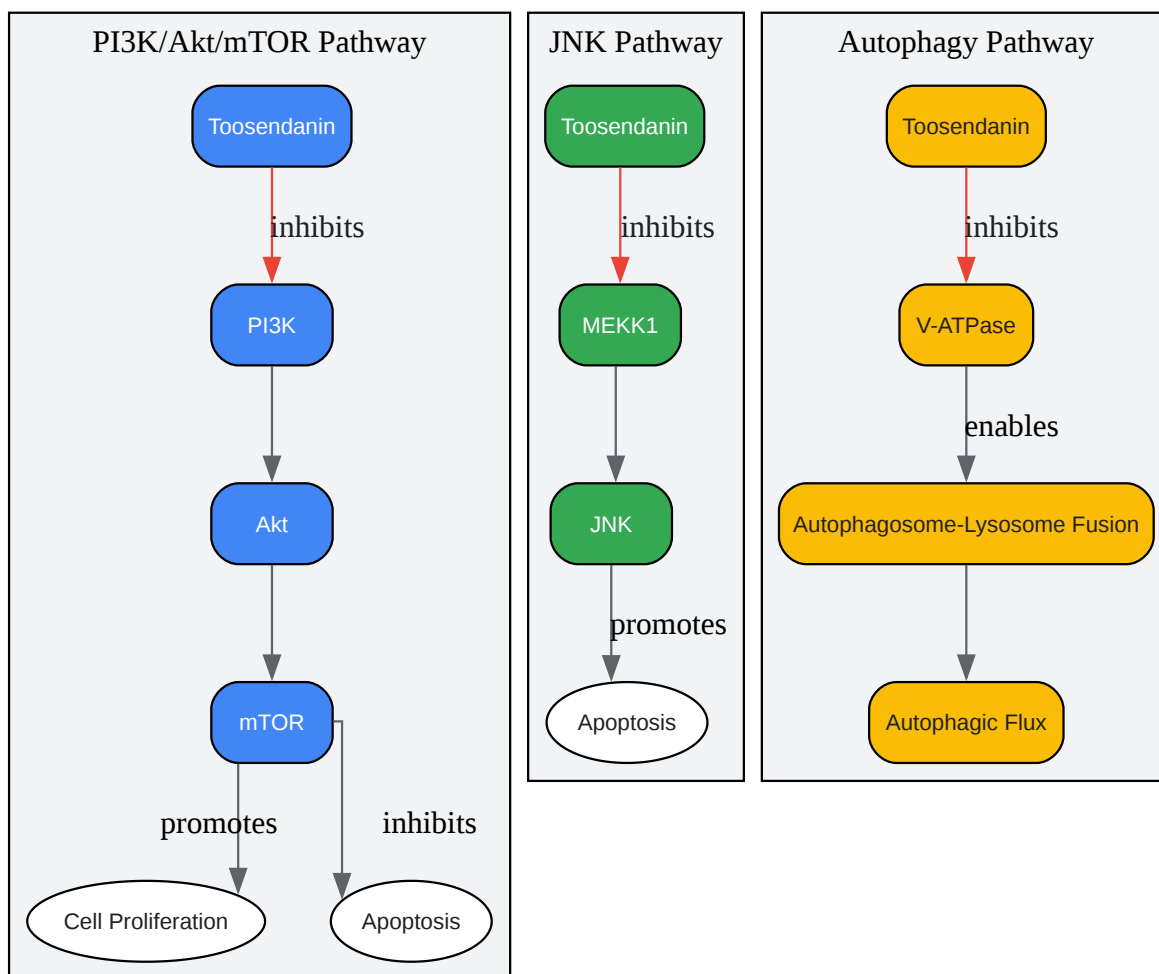 PI3K/Akt/mTOR Pathway
Toosendanin
inhibits
PI3K
Akt
mTOR
promotes
inhibits
Cell Proliferation
Apoptosis
JNK Pathway
Toosendanin
inhibits
MEKK1
JNK
promotes
Apoptosis
Autophagy Pathway
Toosendanin
inhibits
V-ATPase
enables
Autophagosome-Lysosome Fusion
Autophagic Flux